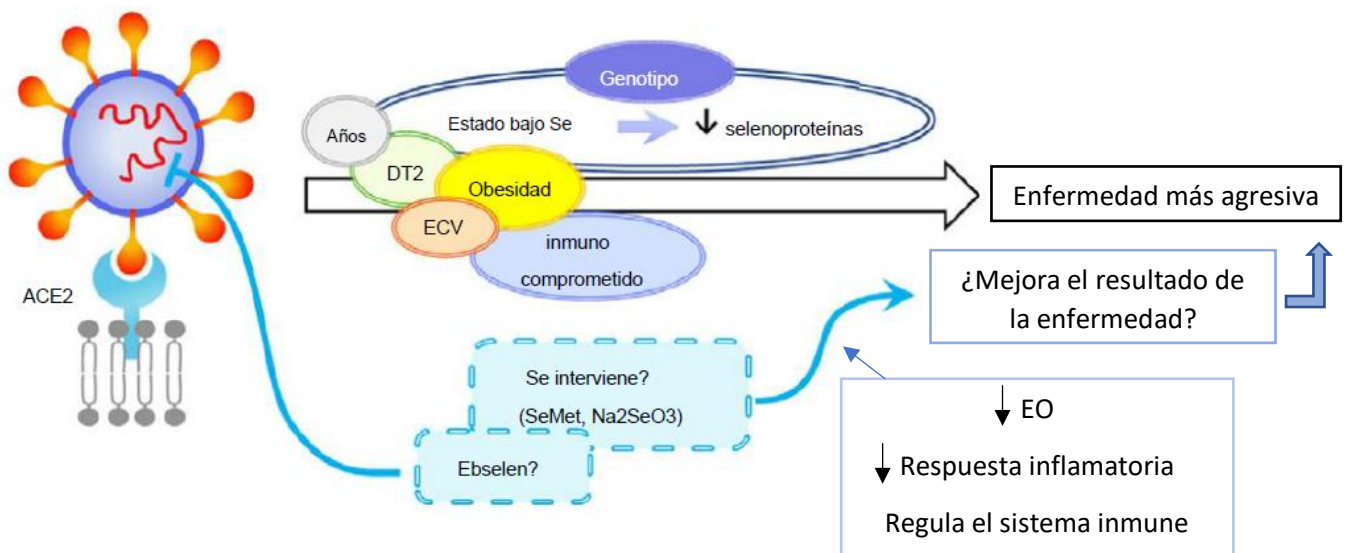 Genotipo
Años
Estado bajo Se
selenoproteínas
DT2
Obesidad
ECV
inmuno
comprometido
Enfermedad más agresiva
ACE2
¿Mejora el resultado de
la enfermedad?
Se interviene?
(SeMet, Na2SeO3)
Ebselen?
EO
Respuesta inflamatoria
Regula el sistema inmune